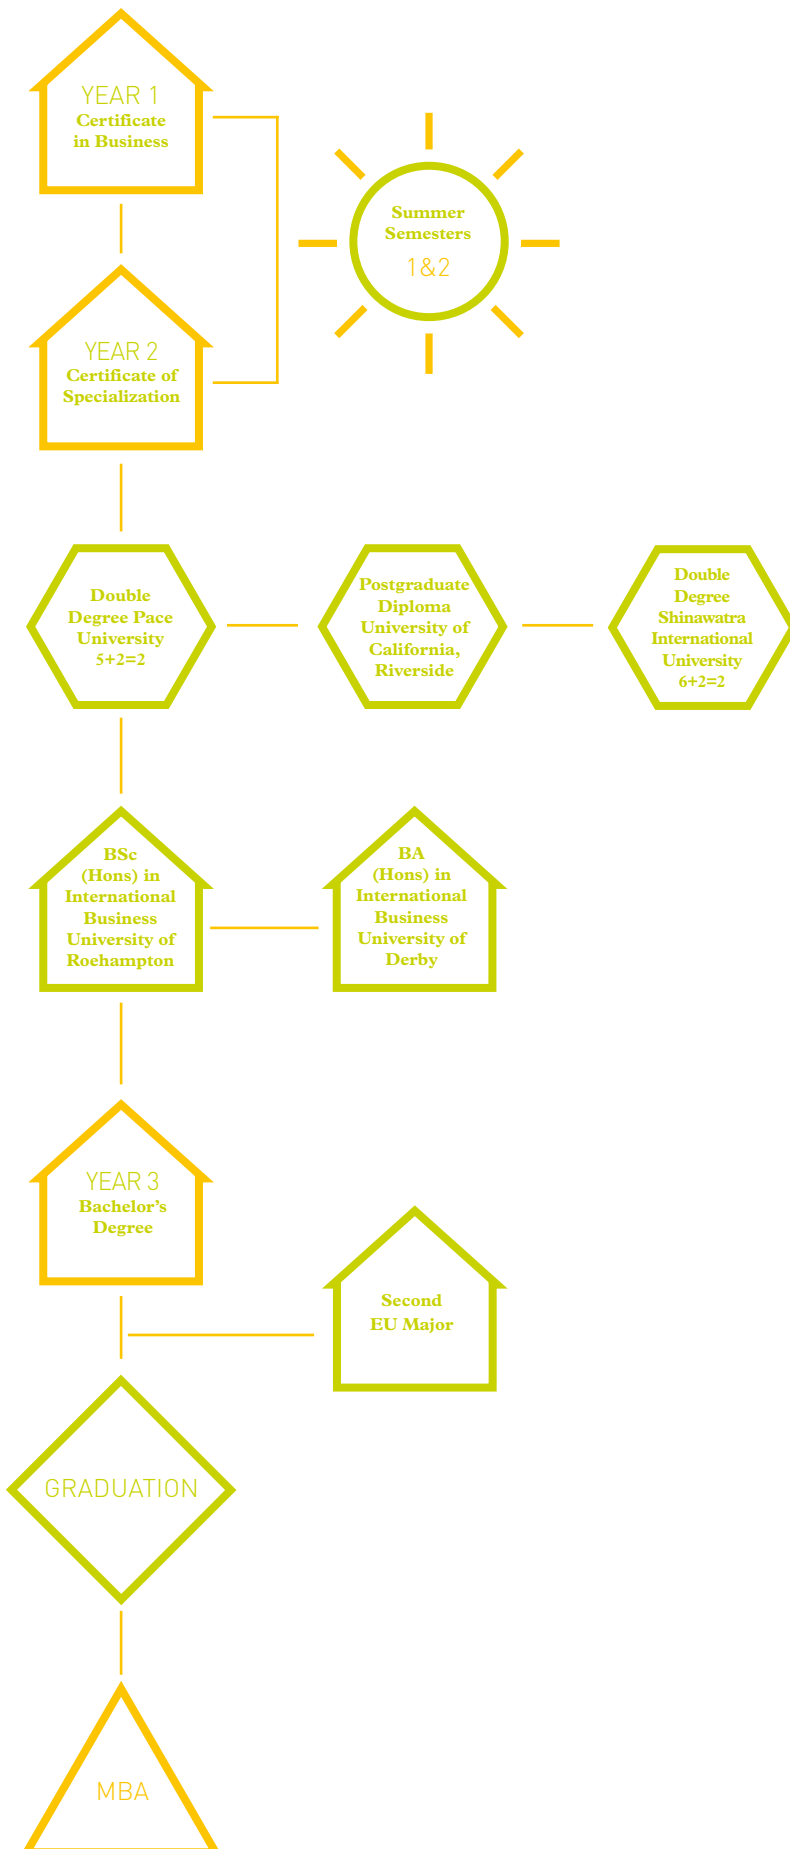 YEAR 1
Certificate
in Business
Summer
Semesters
1&2
YEAR 2
Certificate of
Specialization
Double
Degree Pace
University
5+2=2
Postgraduate
Diploma
University of
California,
Riverside
Double
Degree
Shinawatra
International
University
6+2=2
BSc
(Hons) in
International
Business
University of
Roehampton
BA
(Hons) in
International
Business
University of
Derby
YEAR 3
Bachelor’s
Degree
Second
EU Major
GRADUATION
MBA